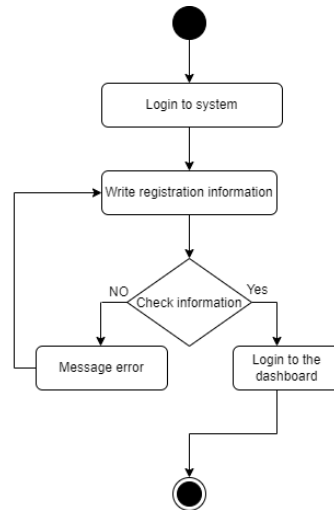 Login to system
Write registration information
NO
Yes
Check information
Message error
Login to the
dashboard